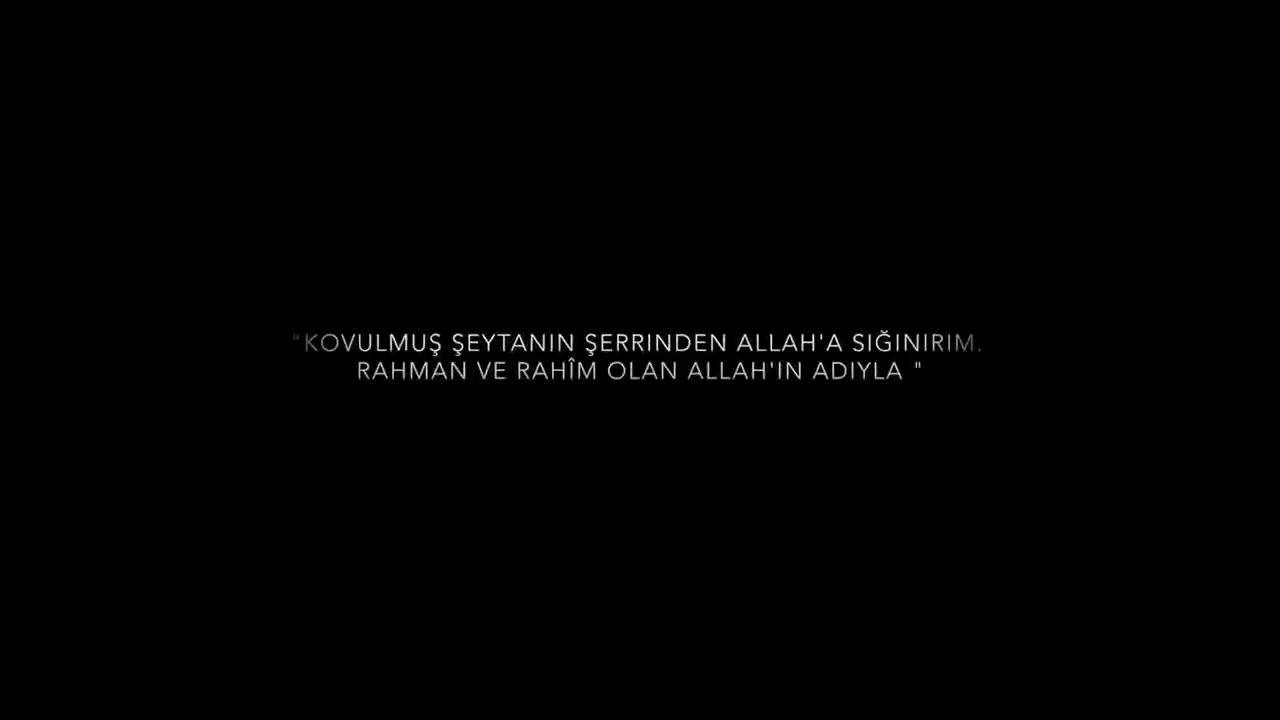 "KOVULMUŞ ŞEYTANIN ŞERRINDEN ALLAH'A SIĞINIRIM.
RAHMAN VE RAHÎM OLAN ALLAH'IN ADIYLA "